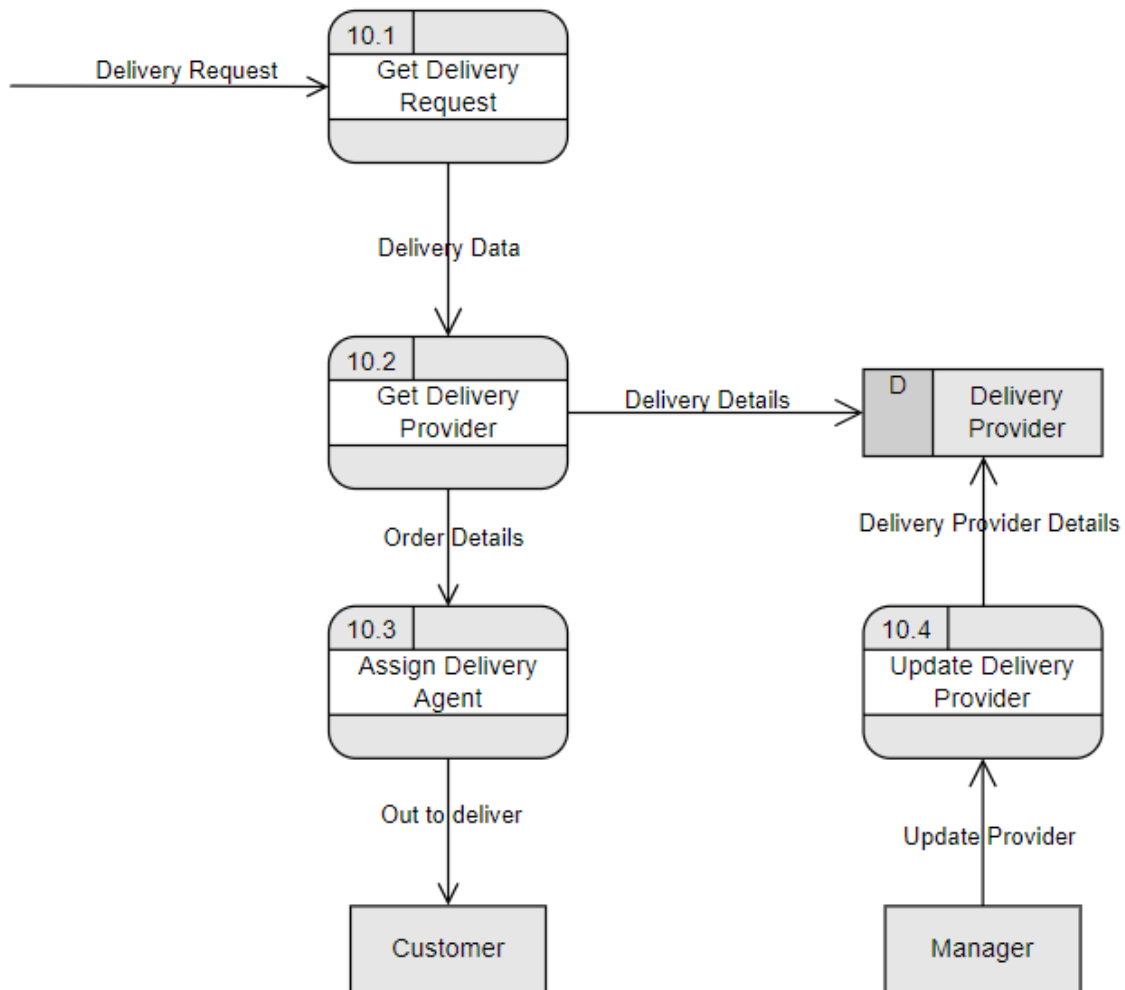 10.1
Delivery Request
Get Delivery
Request
Delivery Data
10.2
Get Delivery
Provider
Delivery Details
D
Delivery
Provider
Order Details
Delivery Provider Details
10.3
Assign Delivery
Agent
10.4
Update Delivery
Provider
Out to deliver
Update Provider
Customer
Manager